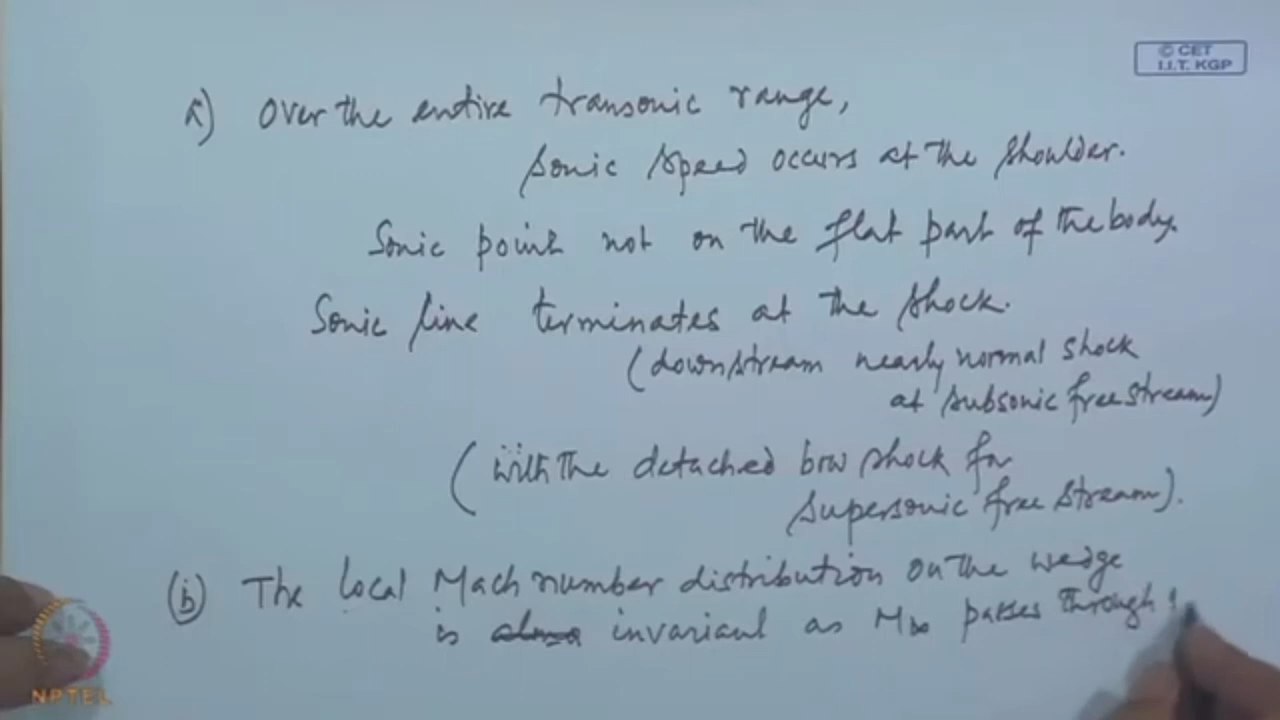 © CET
I.I.T. KGP
a) Over the entire transonic range,
sonic speed occurs at the shoulder.
Sonic point not on the flat part of the body.
Sonic line terminates at the shock.
(downstream nearly normal shock
at subsonic free stream)
(with the detached bow shock for
supersonic free stream).
(b) The local Mach number distribution on the wedge
is invariant as M∞ passes through
NPTEL